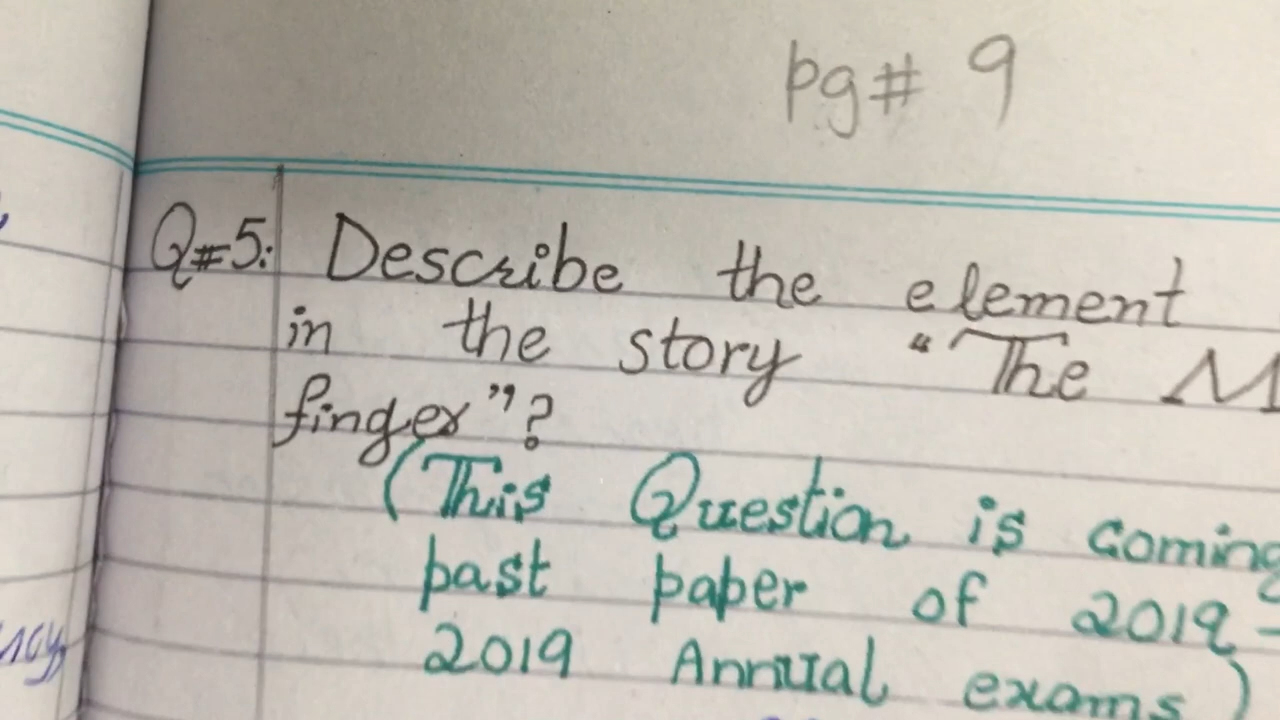 pg# 9
Q#5: Describe the element
in the story "The M
finger"?
(This Question is coming
past paper of 2019-
2019 Annual exams)